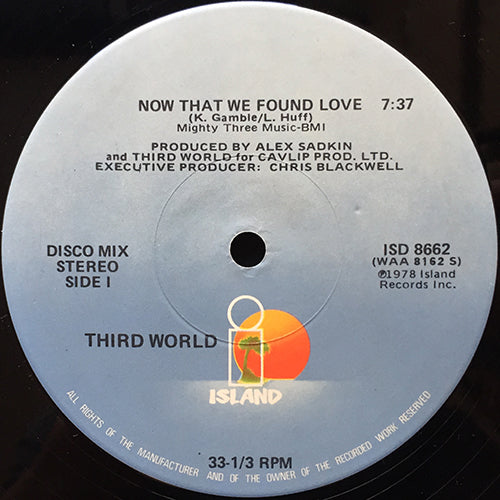 NOW THAT WE FOUND LOVE 7:37
(K. Gamble/L. Huff)
Mighty Three Music-BMI
PRODUCED BY ALEX SADKIN
and THIRD WORLD for CAVLIP PROD. LTD.
EXECUTIVE PRODUCER: CHRIS BLACKWELL
DISCO MIX
STEREO
SIDE I
ISD 8662
(WAA 8162 S)
℗1978 Island
Records Inc.
THIRD WORLD
i
ISLAND
33-1/3 RPM
ALL RIGHTS OF THE MANUFACTURER AND OF THE OWNER OF THE RECORDED WORK RESERVED